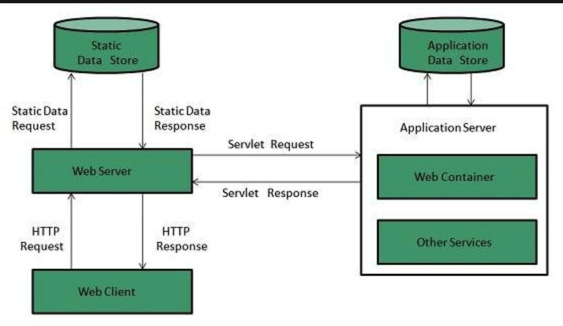 Static
Data Store
Application
Data Store
Static Data
Request
Static Data
Response
Servlet Request
Application Server
Web Server
Web Container
Servlet Response
HTTP
Request
HTTP
Response
Other Services
Web Client